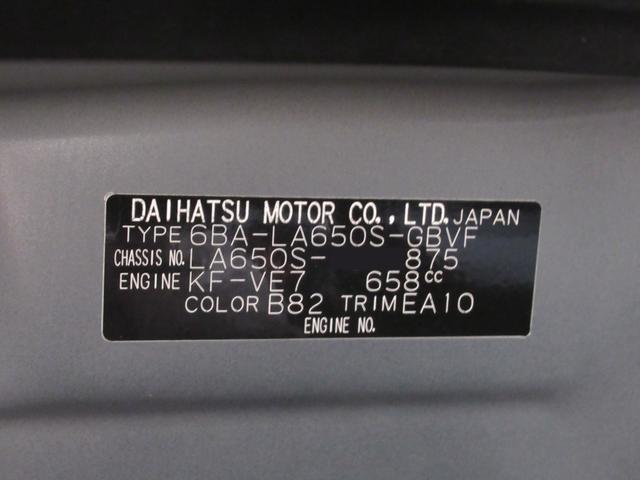 DAIHATSU MOTOR CO., LTD. JAPAN
TYPE 6BA-LA650S-GBVF
CHASSIS NO. LA650S- 875
ENGINE KF-VE7 658cc
COLOR B82 TRIM EA10
ENGINE NO.